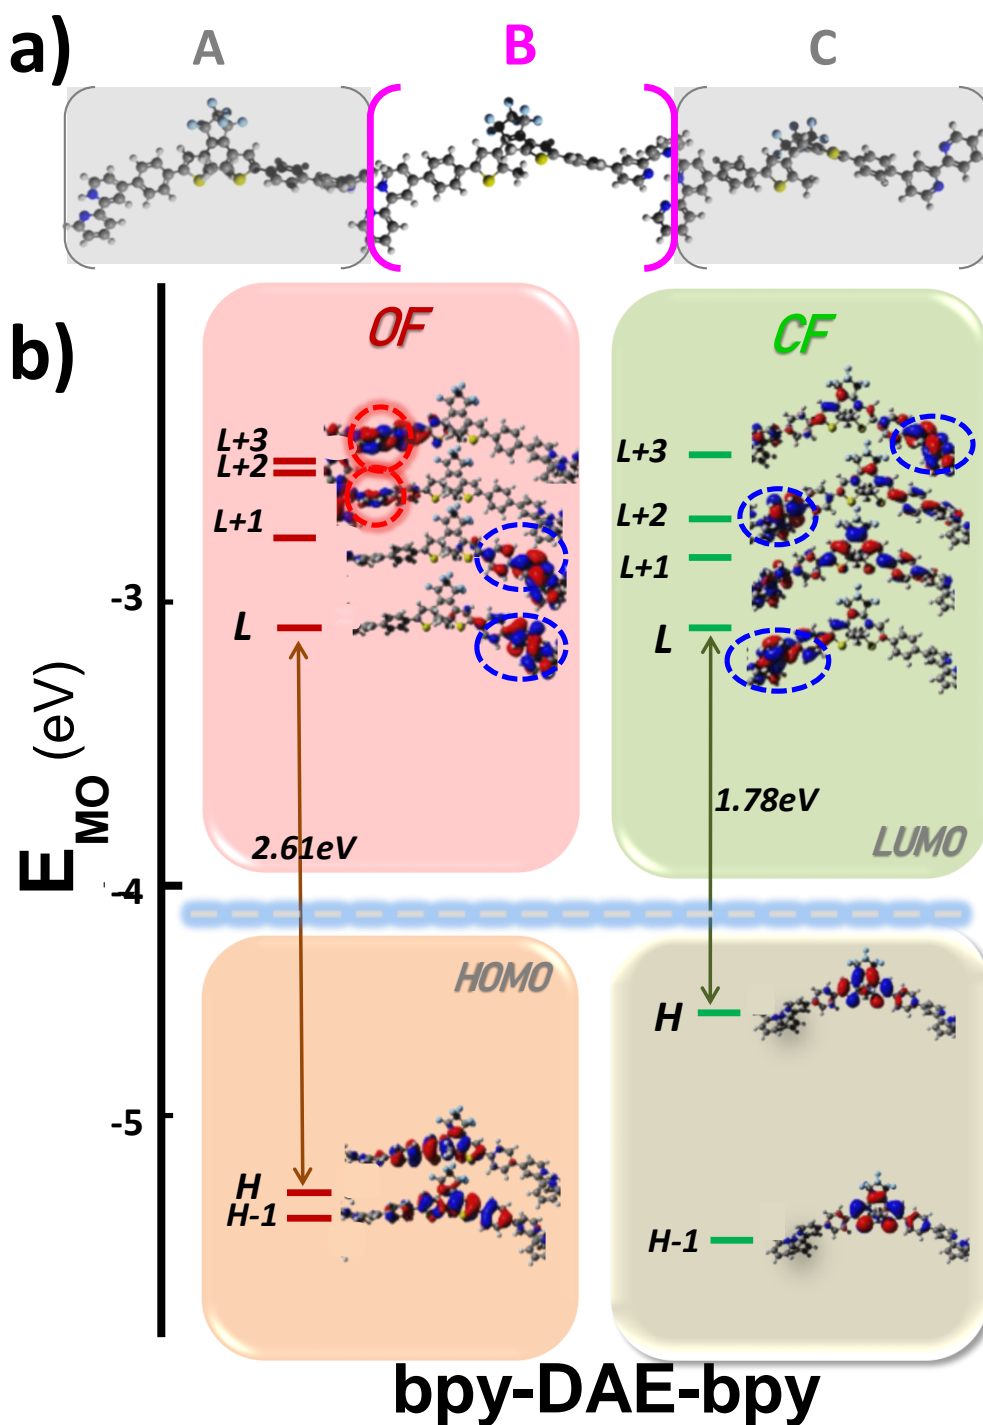 a)
A
B
C
b)
OF
CF
L+3
L+2
L+1
L
L+3
L+2
L+1
L
-3
-4
-5
E_MO (eV)
2.61eV
1.78eV
LUMO
HOMO
H
H-1
H
H-1
bpy-DAE-bpy